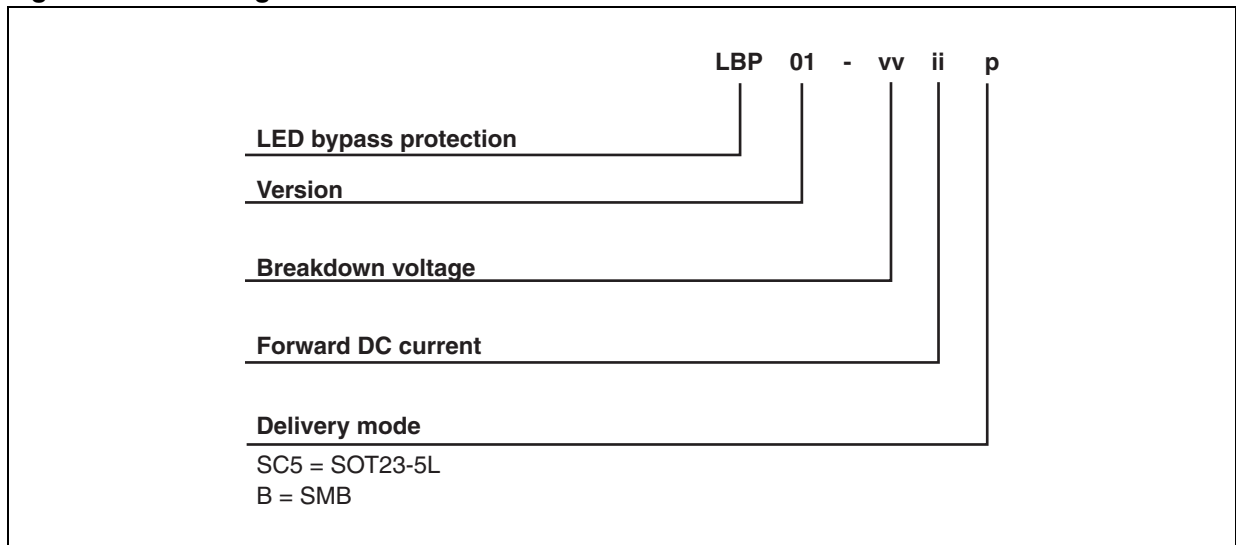 LBP 01 - vv ii p
LED bypass protection
Version
Breakdown voltage
Forward DC current
Delivery mode
SC5 = SOT23-5L
B = SMB